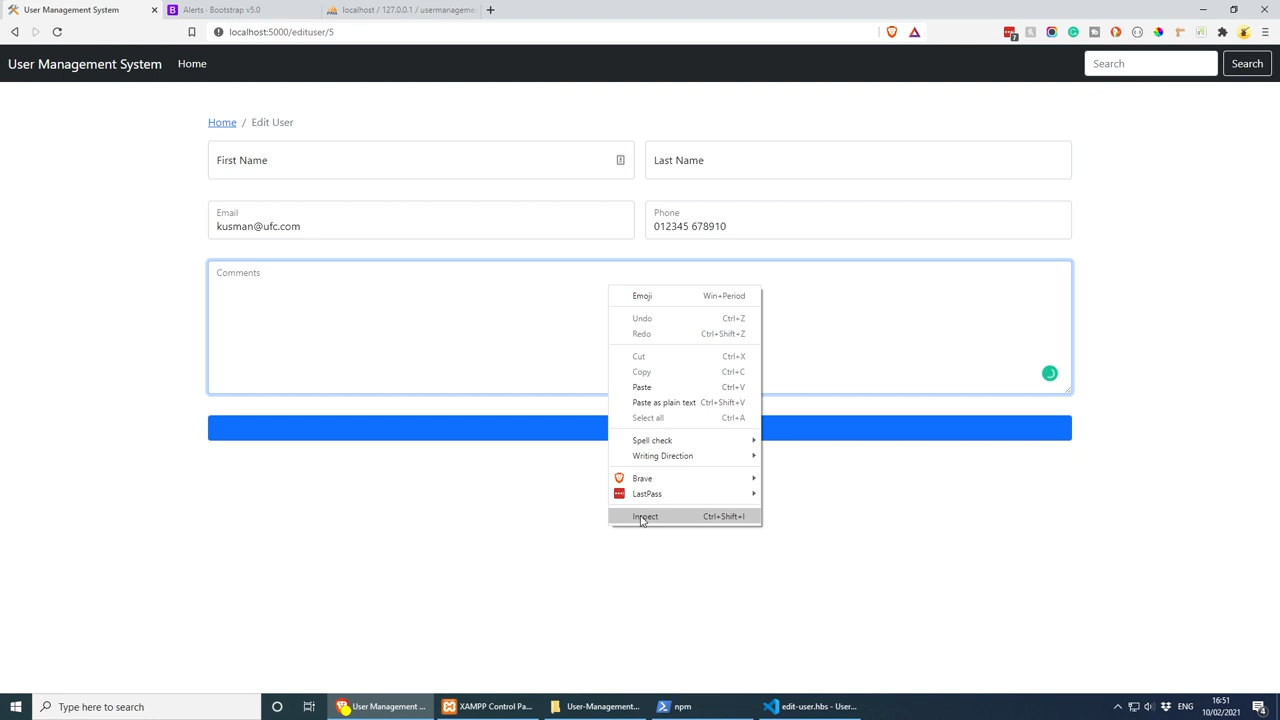 User Management System
Alerts · Bootstrap v5.0
localhost / 127.0.0.1 / usermanageme
localhost:5000/edituser/5
7
User Management System Home Search Search
Home / Edit User
First Name Last Name
Email Phone
kusman@ufc.com 012345 678910
Comments
Emoji Win+Period
Undo Ctrl+Z
Redo Ctrl+Shift+Z
Cut Ctrl+X
Copy Ctrl+C
Paste Ctrl+V
Paste as plain text Ctrl+Shift+V
Select all Ctrl+A
Spell check
Writing Direction
Brave
LastPass
Inspect Ctrl+Shift+I
Type here to search
User Management ...
XAMPP Control Pa...
User-Management...
npm
edit-user.hbs - User...
ENG
16:51
10/02/2021
4